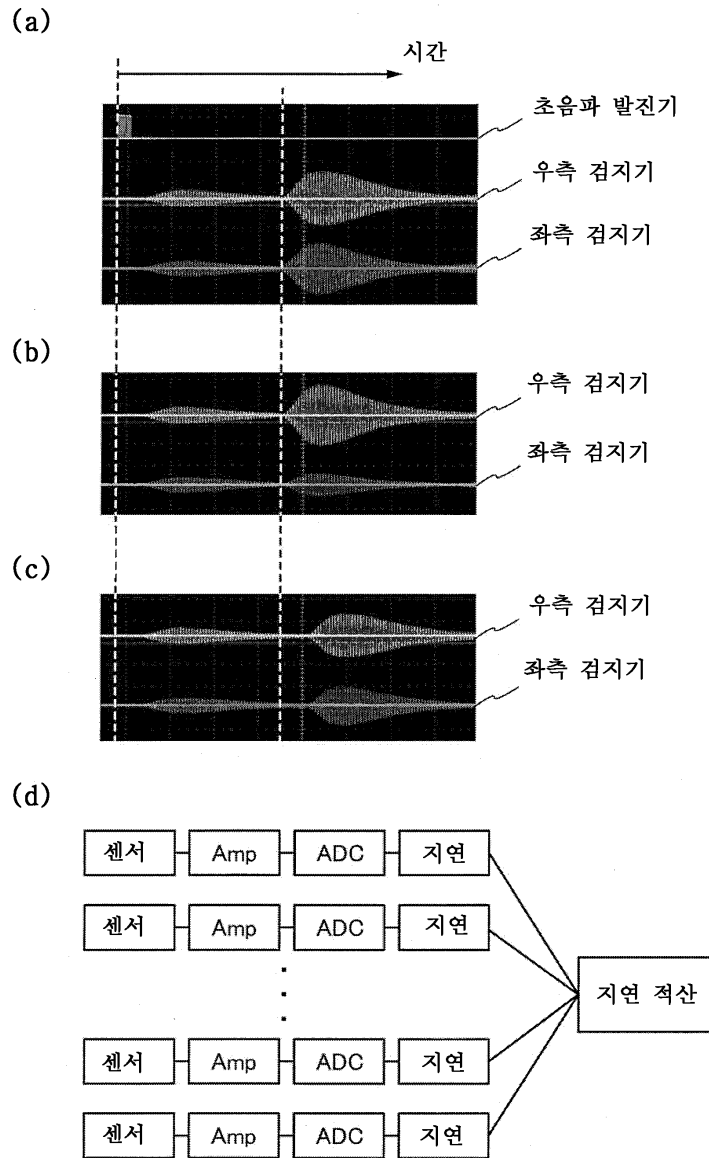 (a)
시간
초음파 발진기
우측 검지기
좌측 검지기
(b)
우측 검지기
좌측 검지기
(c)
우측 검지기
좌측 검지기
(d)
센서 Amp ADC 지연
센서 Amp ADC 지연
지연 적산
센서 Amp ADC 지연
센서 Amp ADC 지연